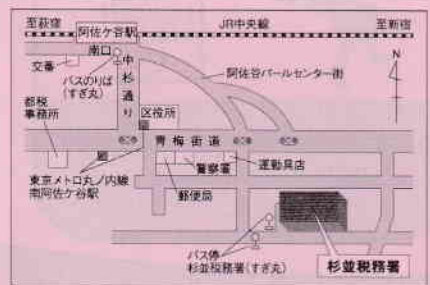 至荻窪
阿佐ケ谷駅
JR中央線
至新宿
南口
交番
バスのりば
(すぎ丸)
中杉通り
阿佐谷パールセンター街
N
都税
事務所
区役所
青梅街道
運動具店
警察署
郵便局
東京メトロ丸ノ内線
南阿佐ケ谷駅
バス停
杉並税務署(すぎ丸)
杉並税務署